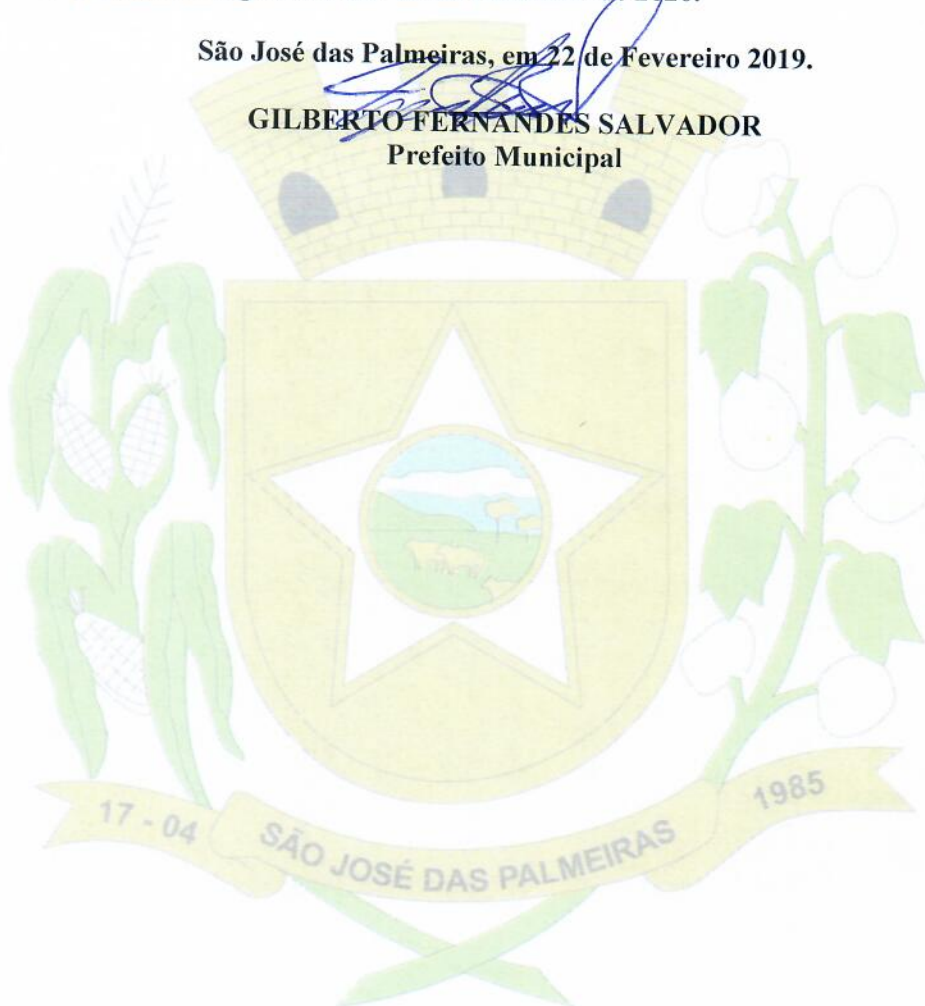 São José das Palmeiras, em 22 de Fevereiro 2019.
GILBERTO FERNANDES SALVADOR
Prefeito Municipal
17 - 04
SÃO JOSÉ DAS PALMEIRAS
1985